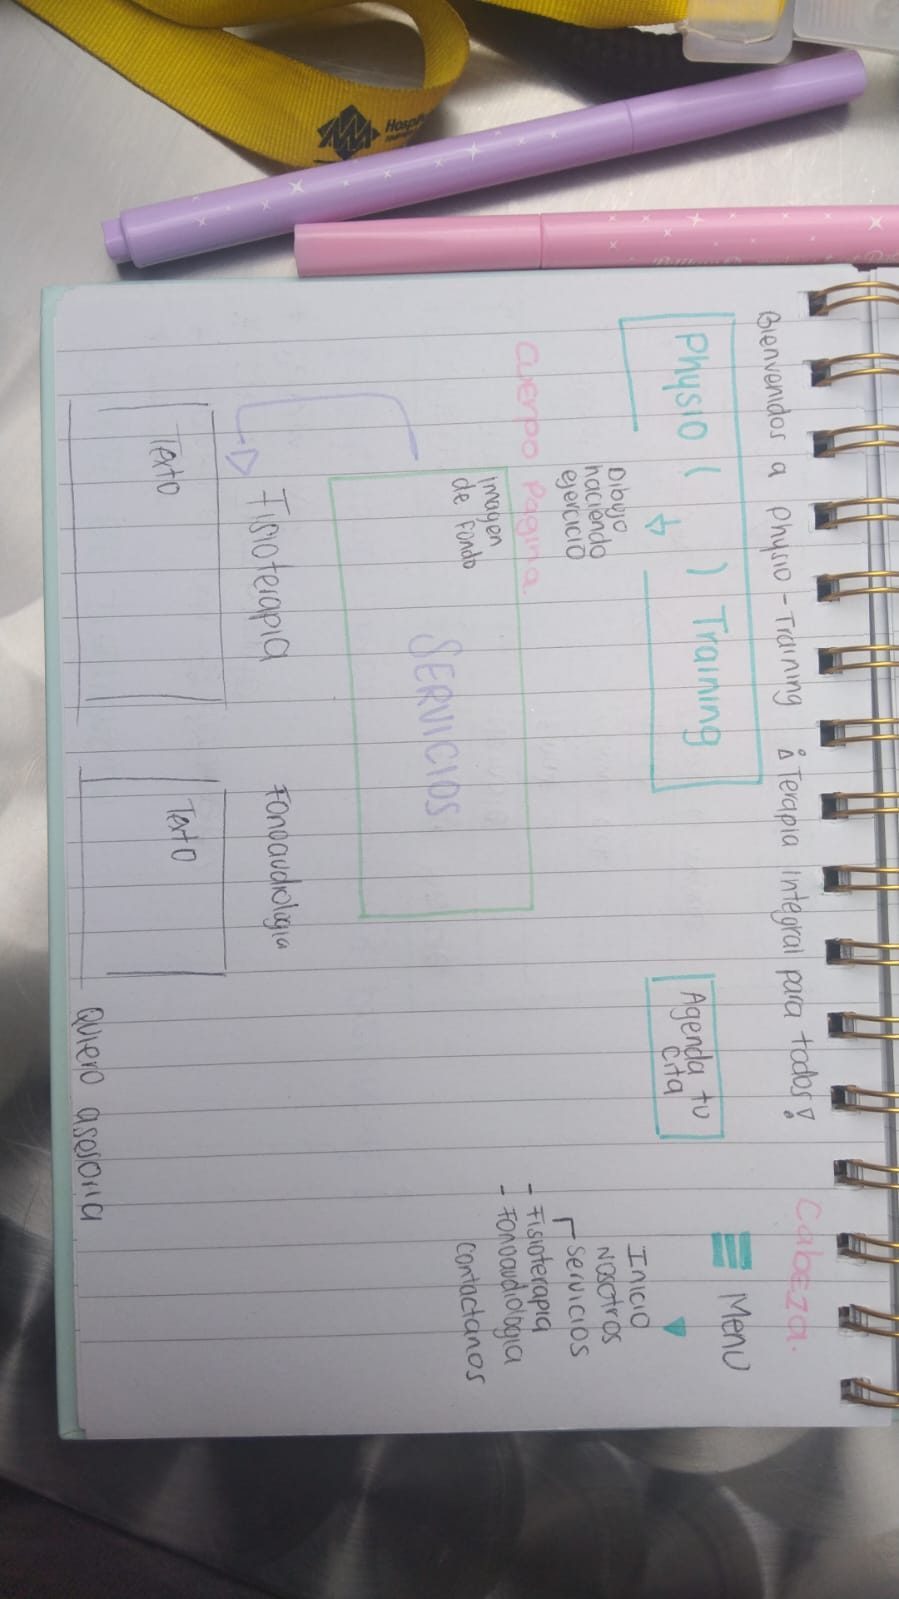 Bienvenidos a Physio-Training ¡Terapia Integral para todos!
Cabeza.
Physio ( ) Training
Agenda tu
cita
Menu
Dibujo
haciendo
ejercicio
Inicio
Nosotros
Servicios
- Fisioterapia
- Fonoaudiologia
Contactanos
Cuerpo Pagina
Imagen
de fondo
SERVICIOS
Fisioterapia
Fonoaudiologia
Texto
Texto
Quiero asesoria